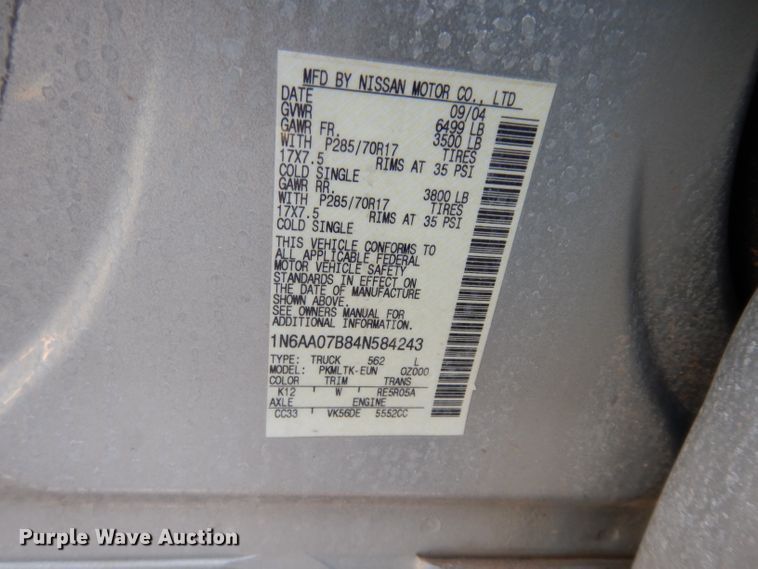 MFD BY NISSAN MOTOR CO., LTD
DATE 09/04
GVWR 6499 LB
GAWR FR. 3500 LB
WITH P285/70R17 TIRES
17X7.5 RIMS AT 35 PSI
COLD SINGLE
GAWR RR. 3800 LB
WITH P285/70R17 TIRES
17X7.5 RIMS AT 35 PSI
COLD SINGLE
THIS VEHICLE CONFORMS TO
ALL APPLICABLE FEDERAL
MOTOR VEHICLE SAFETY
STANDARDS IN EFFECT ON
THE DATE OF MANUFACTURE
SHOWN ABOVE.
SEE OWNERS MANUAL FOR
ADDITIONAL INFORMATION
1N6AA07B84N584243
TYPE: TRUCK 562 L
MODEL: PKMLTK-EUN QZ000
COLOR TRIM TRANS
K12 W RE5R05A
AXLE ENGINE
CC33 VK56DE 5552CC
Purple Wave Auction